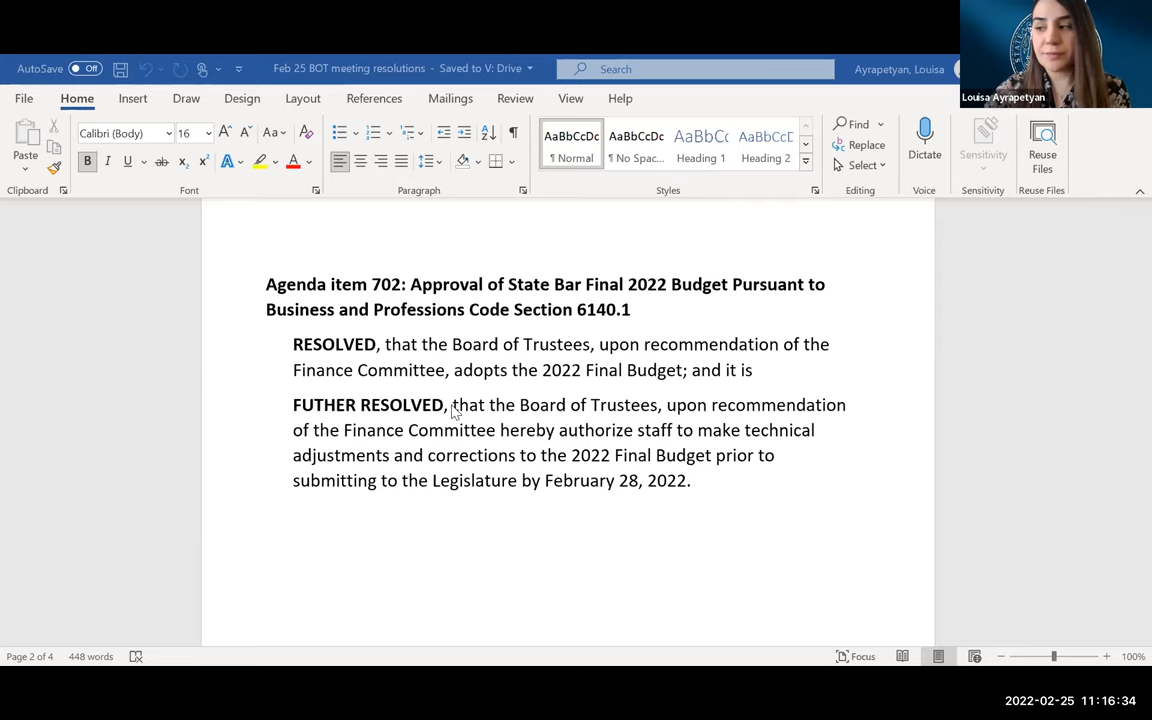 AutoSave Off Feb 25 BOT meeting resolutions - Saved to V: Drive Search Ayrapetyan, Louisa
Louisa Ayrapetyan
File Home Insert Draw Design Layout References Mailings Review View Help
Calibri (Body) 16 A A Aa A
AaBbCcDc AaBbCcDc AaBbCc AaBbCcD
Find
Replace
Select
Paste
B I U ab x₂ x² A A
¶ Normal ¶ No Spac... Heading 1 Heading 2
Dictate Sensitivity Reuse
Files
Clipboard Font Paragraph Styles Editing Voice Sensitivity Reuse Files
Agenda item 702: Approval of State Bar Final 2022 Budget Pursuant to
Business and Professions Code Section 6140.1
RESOLVED, that the Board of Trustees, upon recommendation of the
Finance Committee, adopts the 2022 Final Budget; and it is
FUTHER RESOLVED, that the Board of Trustees, upon recommendation
of the Finance Committee hereby authorize staff to make technical
adjustments and corrections to the 2022 Final Budget prior to
submitting to the Legislature by February 28, 2022.
Page 2 of 4 448 words Focus 100%
2022-02-25 11:16:34